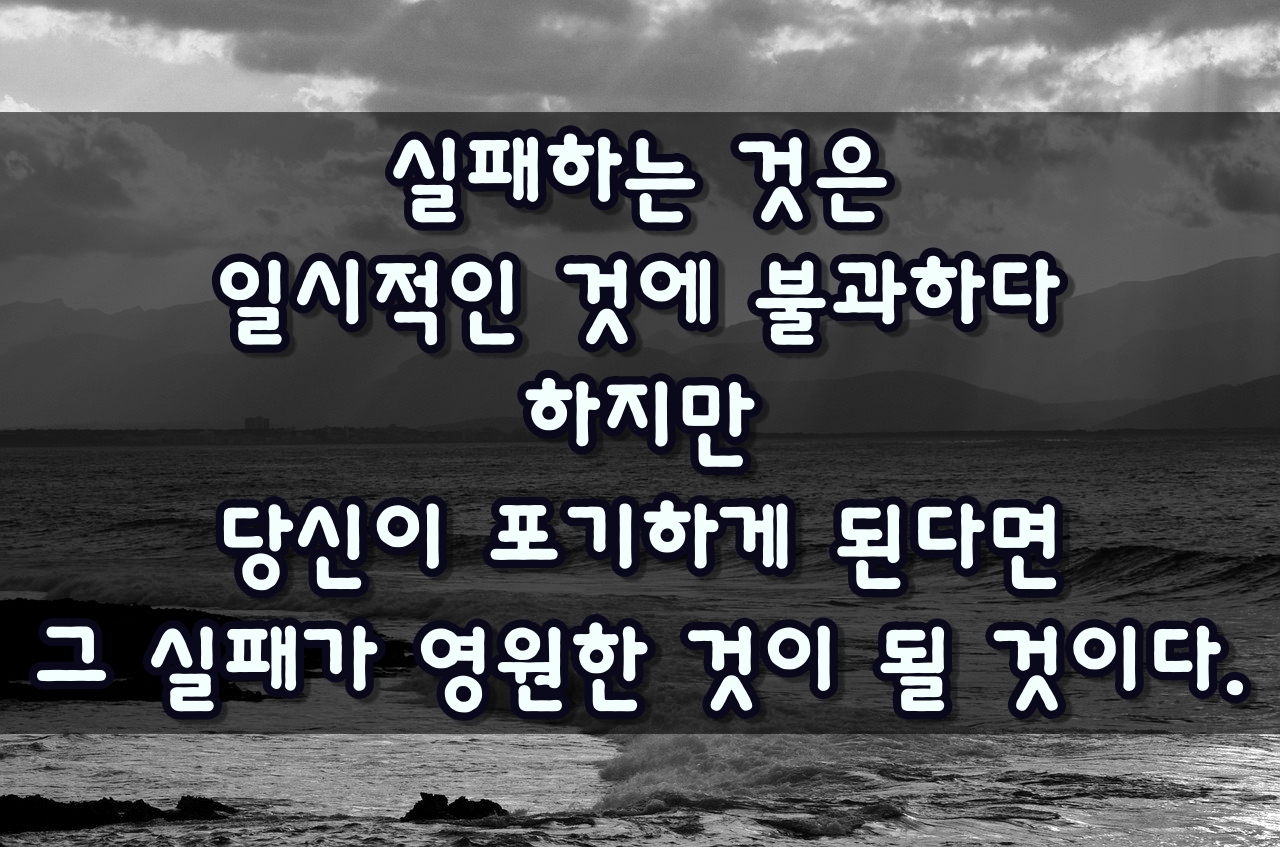 실패하는 것은
일시적인 것에 불과하다
하지만
당신이 포기하게 된다면
그 실패가 영원한 것이 될 것이다.